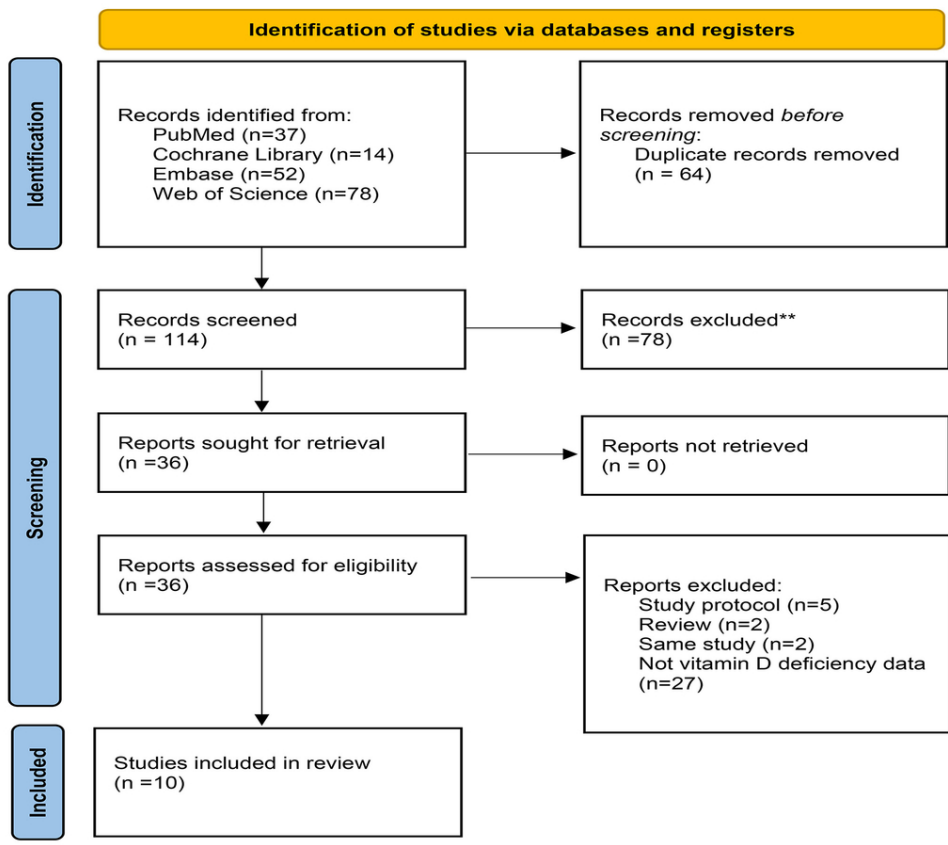 Identification of studies via databases and registers
Identification
Records identified from:
PubMed (n=37)
Cochrane Library (n=14)
Embase (n=52)
Web of Science (n=78)
Records removed before
screening:
Duplicate records removed
(n = 64)
Screening
Records screened
(n = 114)
Records excluded**
(n =78)
Reports sought for retrieval
(n =36)
Reports not retrieved
(n = 0)
Reports assessed for eligibility
(n =36)
Reports excluded:
Study protocol (n=5)
Review (n=2)
Same study (n=2)
Not vitamin D deficiency data
(n=27)
Included
Studies included in review
(n =10)